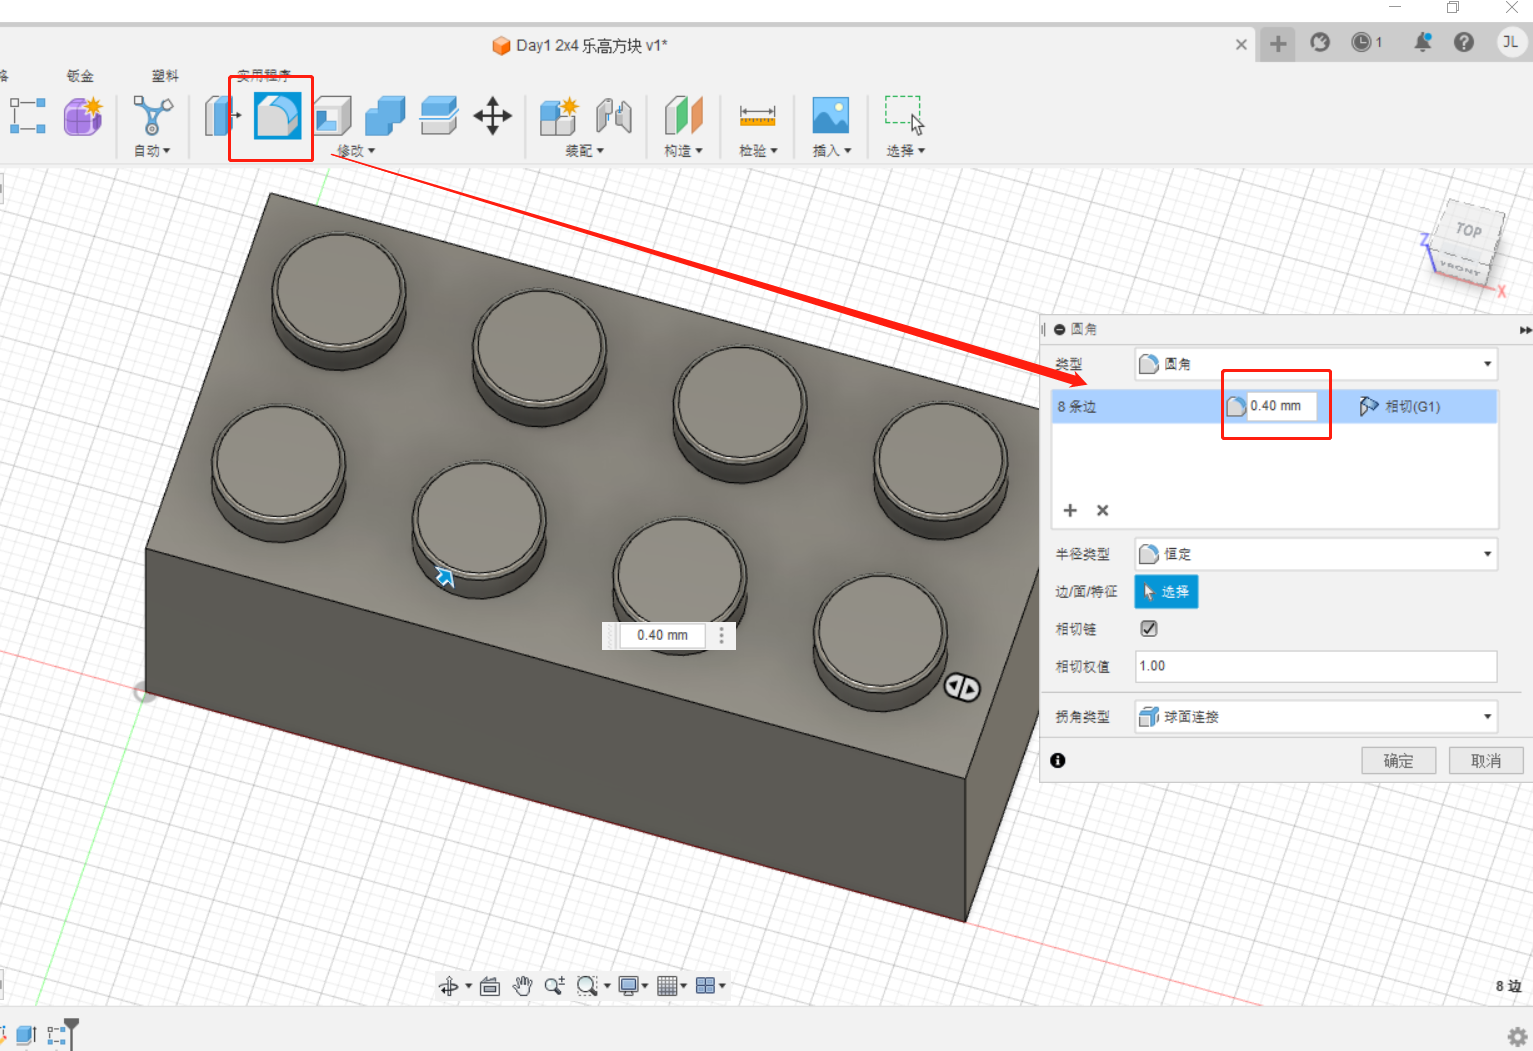 Day1 2x4 乐高方块 v1*
1
JL
格
钣金
塑料
实用程序
自动
修改
装配
构造
检验
插入
选择
TOP
FRONT
Z
X
圆角
类型
圆角
8 条边
0.40 mm
相切(G1)
半径类型
恒定
边/面/特征
选择
相切链
相切权值
1.00
拐角类型
球面连接
确定
取消
0.40 mm
8 边